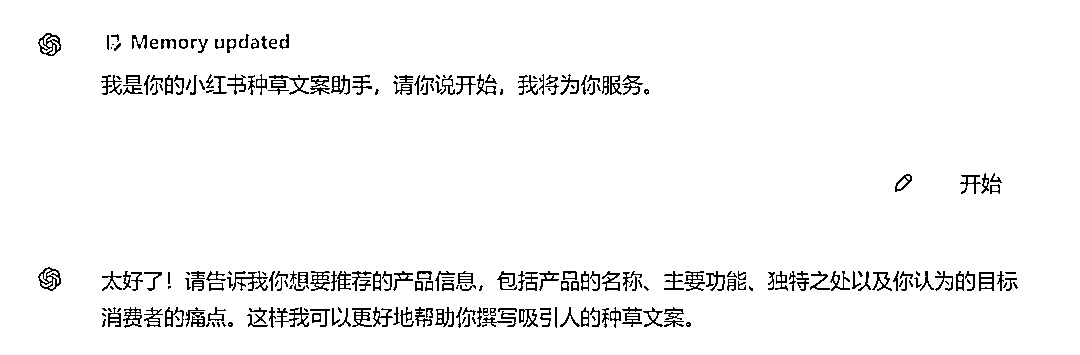 Memory updated
我是你的小红书种草文案助手，请你说开始，我将为你服务。
开始
太好了！请告诉我你想要推荐的产品信息，包括产品的名称、主要功能、独特之处以及你认为的目标
消费者的痛点。这样我可以更好地帮助你撰写吸引人的种草文案。